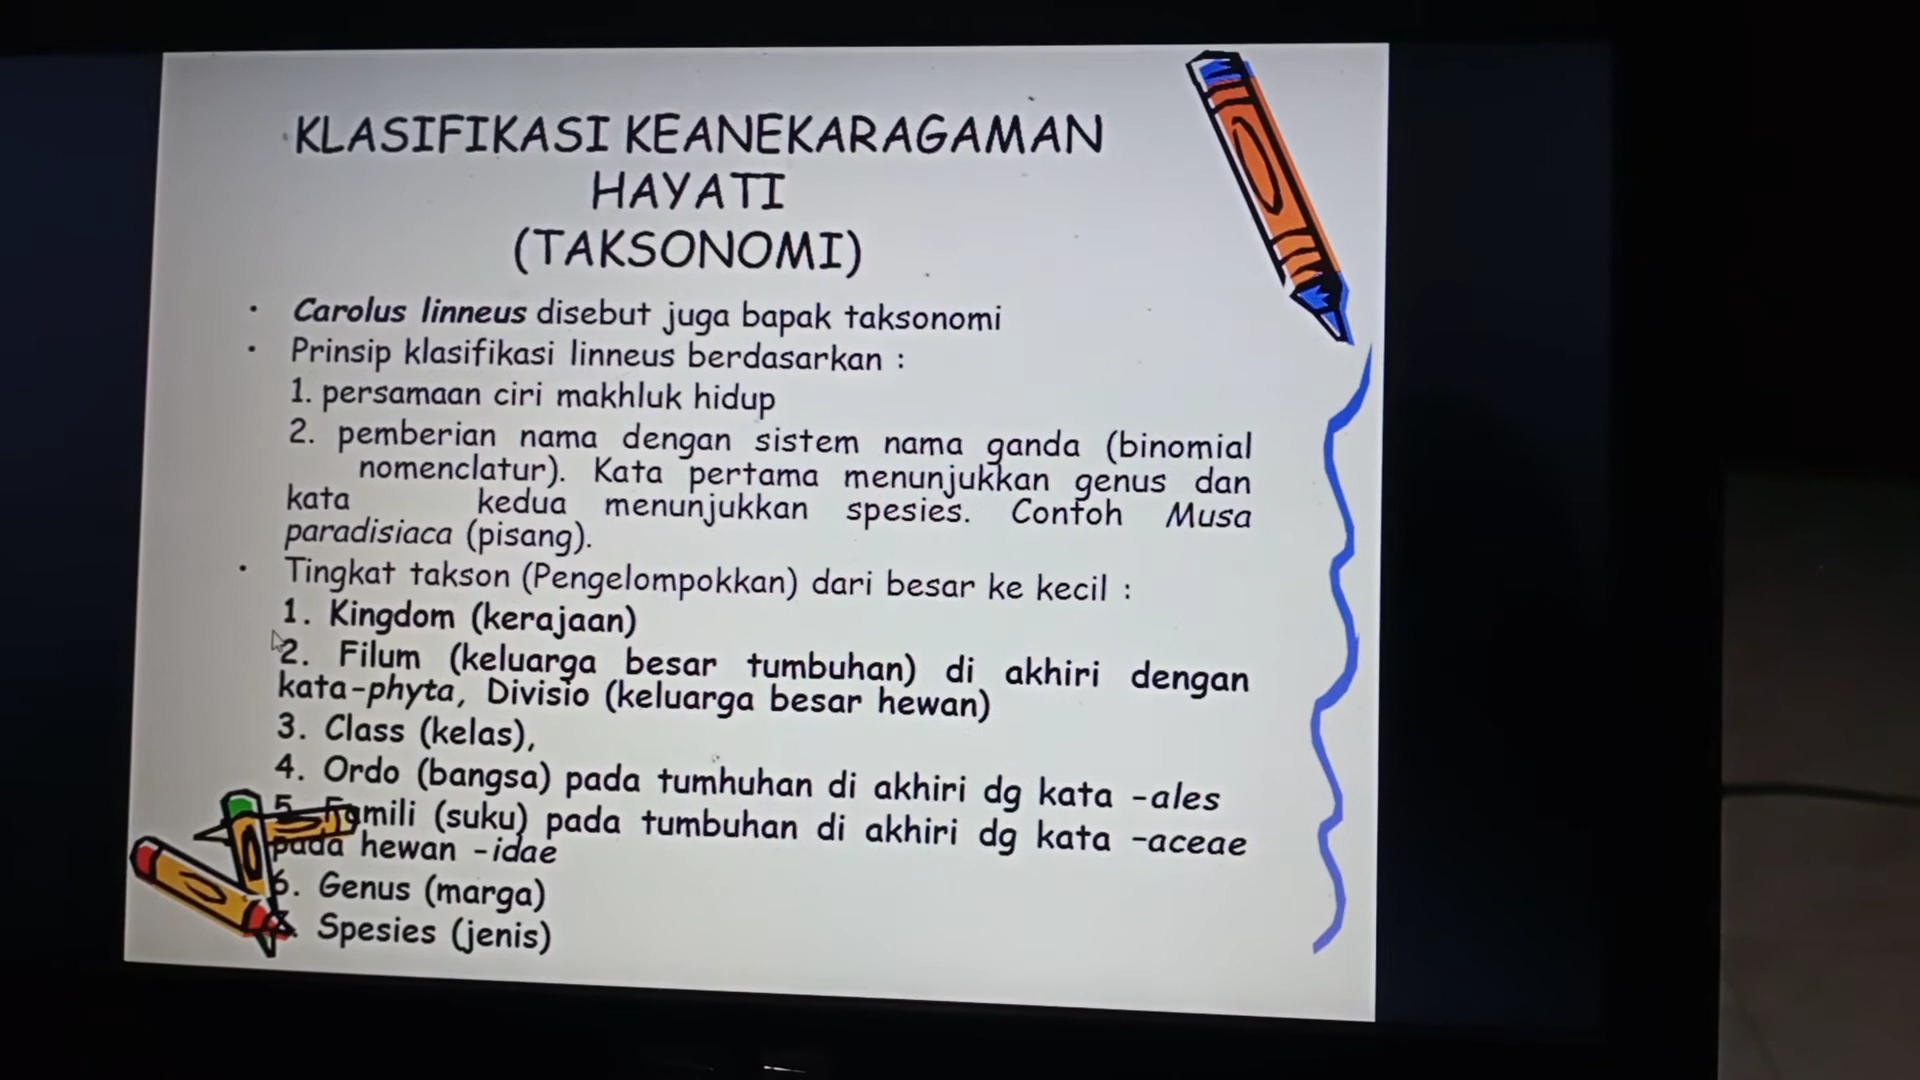 KLASIFIKASI KEANEKARAGAMAN
HAYATI
(TAKSONOMI)
• Carolus linneus disebut juga bapak taksonomi
• Prinsip klasifikasi linneus berdasarkan :
1. persamaan ciri makhluk hidup
2. pemberian nama dengan sistem nama ganda (binomial
nomenclatur). Kata pertama menunjukkan genus dan
kata kedua menunjukkan spesies. Contoh Musa
paradisiaca (pisang).
• Tingkat takson (Pengelompokkan) dari besar ke kecil :
1. Kingdom (kerajaan)
2. Filum (keluarga besar tumbuhan) di akhiri dengan
kata-phyta, Divisio (keluarga besar hewan)
3. Class (kelas),
4. Ordo (bangsa) pada tumhuhan di akhiri dg kata -ales
5. Famili (suku) pada tumbuhan di akhiri dg kata -aceae
pada hewan -idae
6. Genus (marga)
Spesies (jenis)